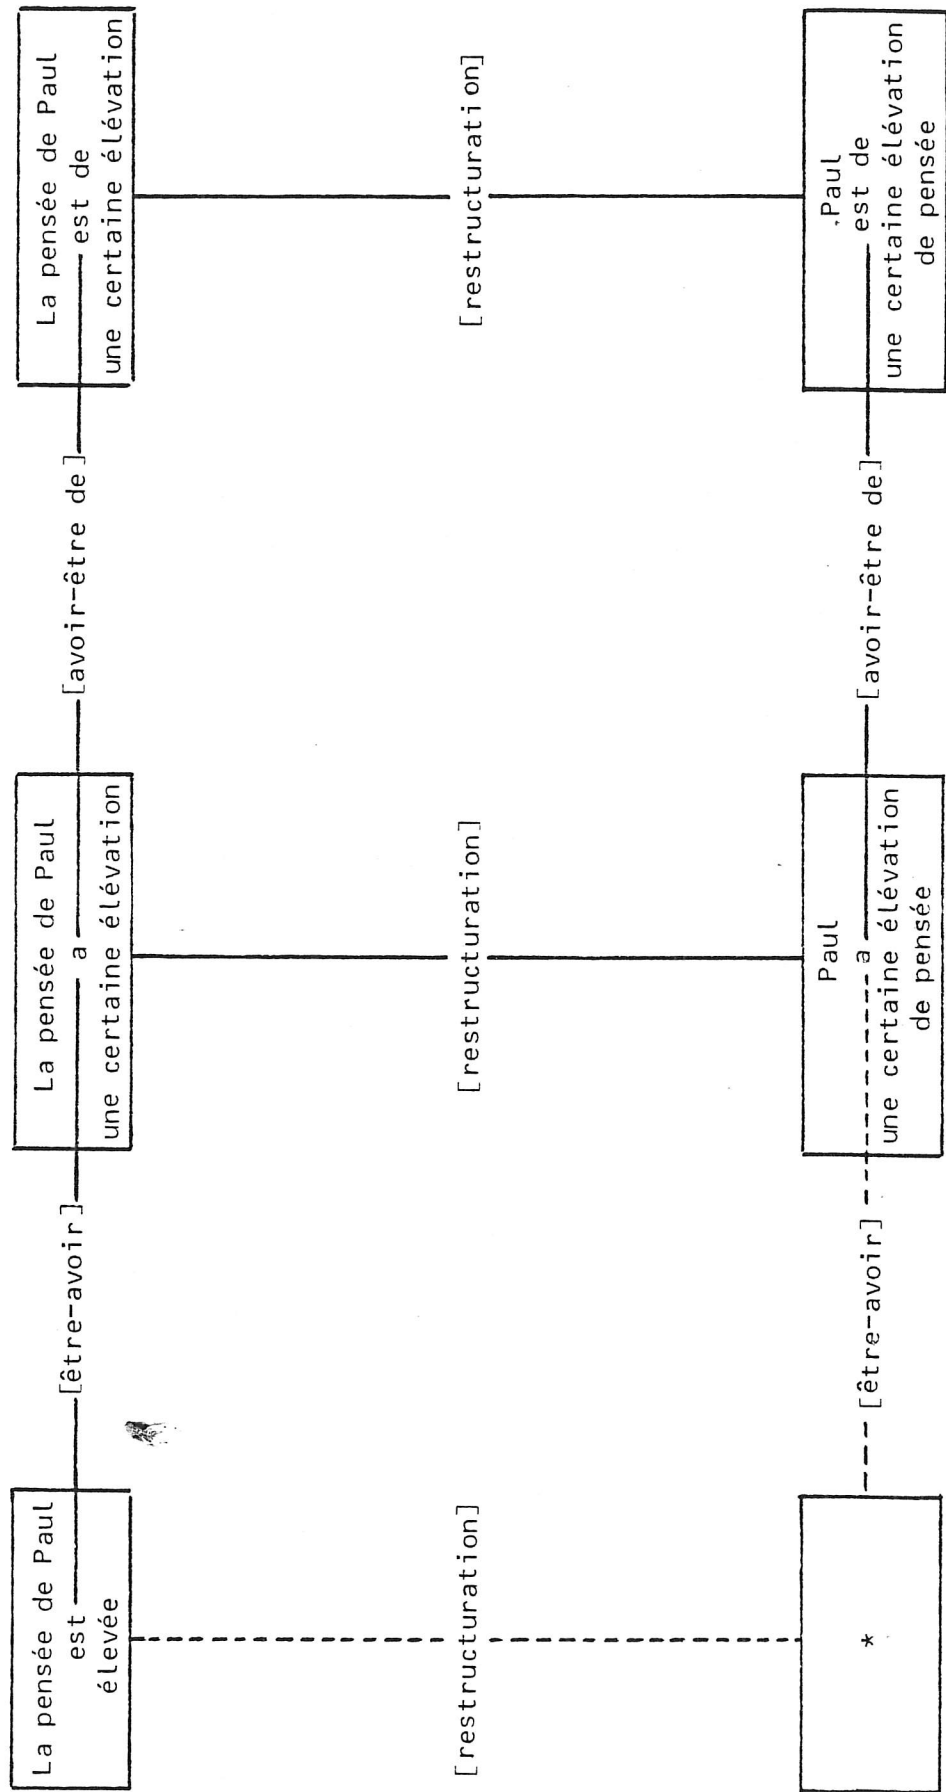 La pensée de Paul
est
élevée
[être-avoir]
La pensée de Paul
a
une certaine élévation
[avoir-être de]
La pensée de Paul
est de
une certaine élévation
[restructuration]
[restructuration]
[restructuration]
*
[être-avoir]
Paul
a
une certaine élévation
de pensée
[avoir-être de]
Paul
est de
une certaine élévation
de pensée